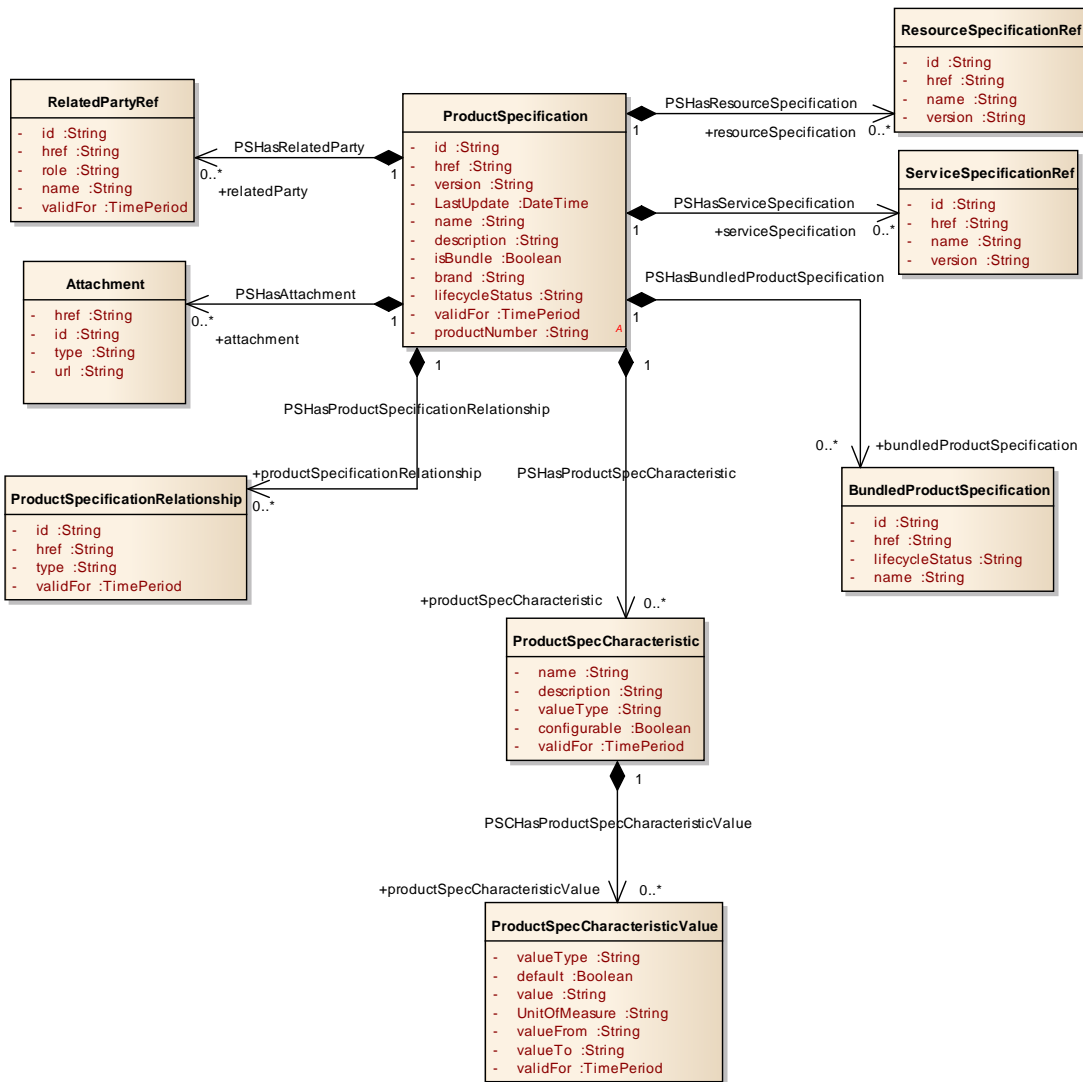 ResourceSpecificationRef
- id :String
- href :String
- name :String
- version :String
RelatedPartyRef
- id :String
- href :String
- role :String
- name :String
- validFor :TimePeriod
ProductSpecification
- id :String
- href :String
- version :String
- LastUpdate :DateTime
- name :String
- description :String
- isBundle :Boolean
- brand :String
- lifecycleStatus :String
- validFor :TimePeriod
- productNumber :String
A
PSHasResourceSpecification
1
+resourceSpecification
0..*
PSHasRelatedParty
0..*
1
+relatedParty
ServiceSpecificationRef
- id :String
- href :String
- name :String
- version :String
PSHasServiceSpecification
1
+serviceSpecification
0..*
PSHasBundledProductSpecification
1
Attachment
- href :String
- id :String
- type :String
- url :String
PSHasAttachment
0..*
1
+attachment
1
1
PSHasProductSpecificationRelationship
+productSpecificationRelationship
0..*
PSHasProductSpecCharacteristic
0..*
+bundledProductSpecification
ProductSpecificationRelationship
- id :String
- href :String
- type :String
- validFor :TimePeriod
BundledProductSpecification
- id :String
- href :String
- lifecycleStatus :String
- name :String
+productSpecCharacteristic
0..*
ProductSpecCharacteristic
- name :String
- description :String
- valueType :String
- configurable :Boolean
- validFor :TimePeriod
1
PSCHasProductSpecCharacteristicValue
+productSpecCharacteristicValue
0..*
ProductSpecCharacteristicValue
- valueType :String
- default :Boolean
- value :String
- UnitOfMeasure :String
- valueFrom :String
- valueTo :String
- validFor :TimePeriod